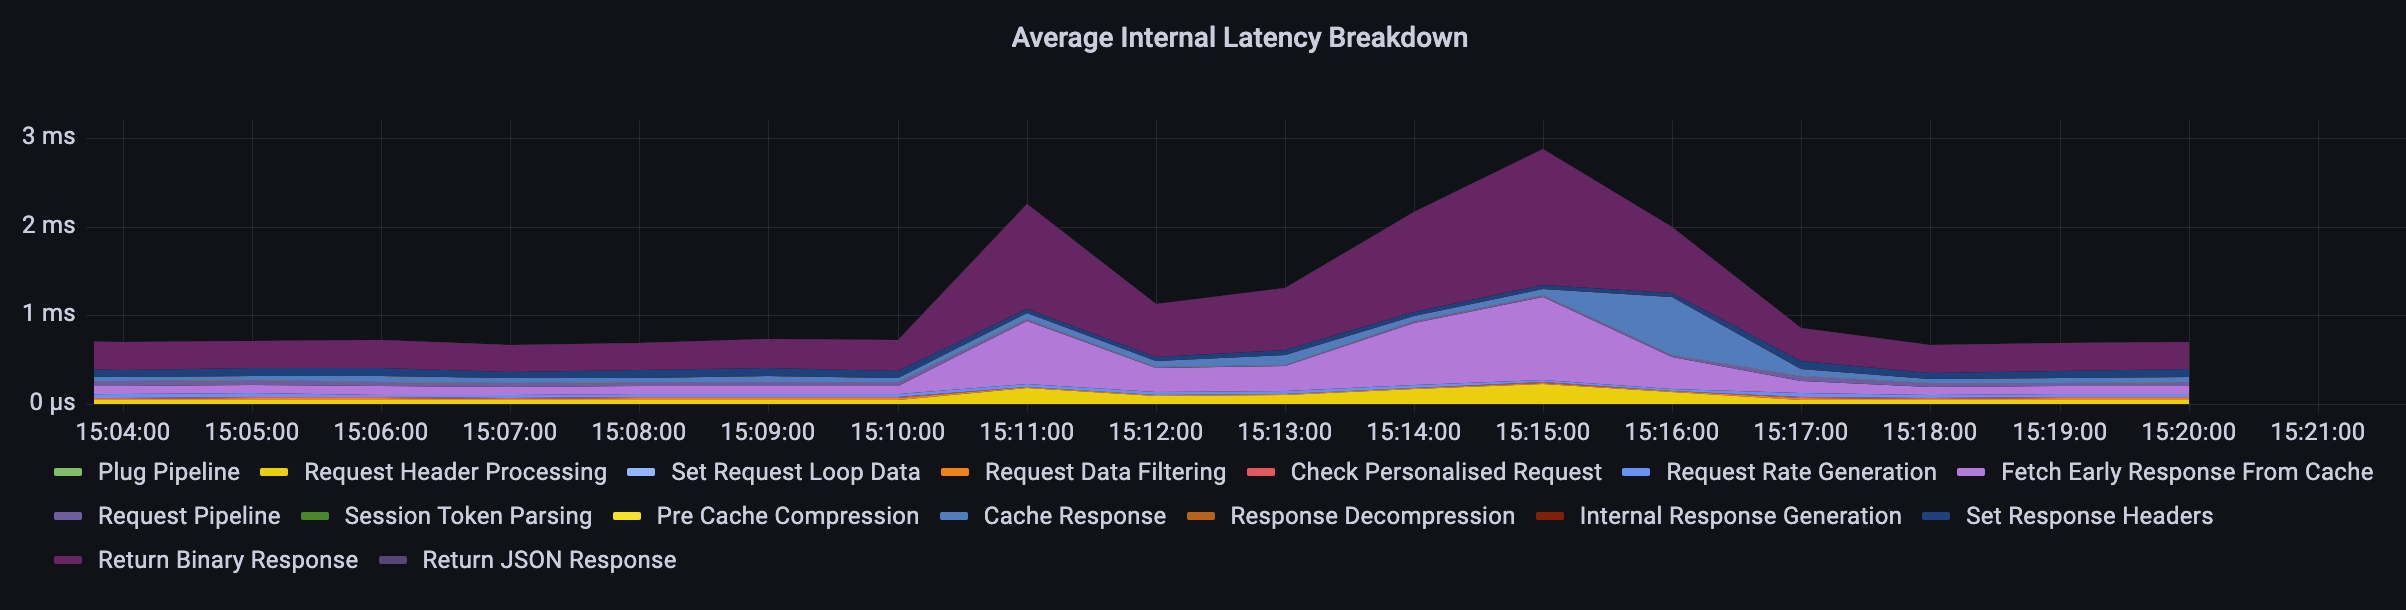 Average Internal Latency Breakdown
3 ms
2 ms
1 ms
0 µs
15:04:00 15:05:00 15:06:00 15:07:00 15:08:00 15:09:00 15:10:00 15:11:00 15:12:00 15:13:00 15:14:00 15:15:00 15:16:00 15:17:00 15:18:00 15:19:00 15:20:00 15:21:00
Plug Pipeline Request Header Processing Set Request Loop Data Request Data Filtering Check Personalised Request Request Rate Generation Fetch Early Response From Cache
Request Pipeline Session Token Parsing Pre Cache Compression Cache Response Response Decompression Internal Response Generation Set Response Headers
Return Binary Response Return JSON Response